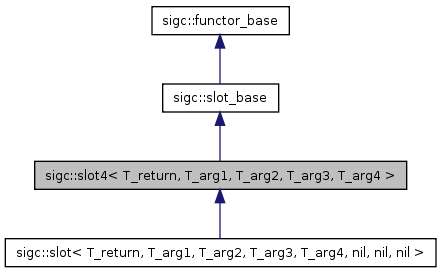 sigc::functor_base
sigc::slot_base
sigc::slot4< T_return, T_arg1, T_arg2, T_arg3, T_arg4 >
sigc::slot< T_return, T_arg1, T_arg2, T_arg3, T_arg4, nil, nil, nil >